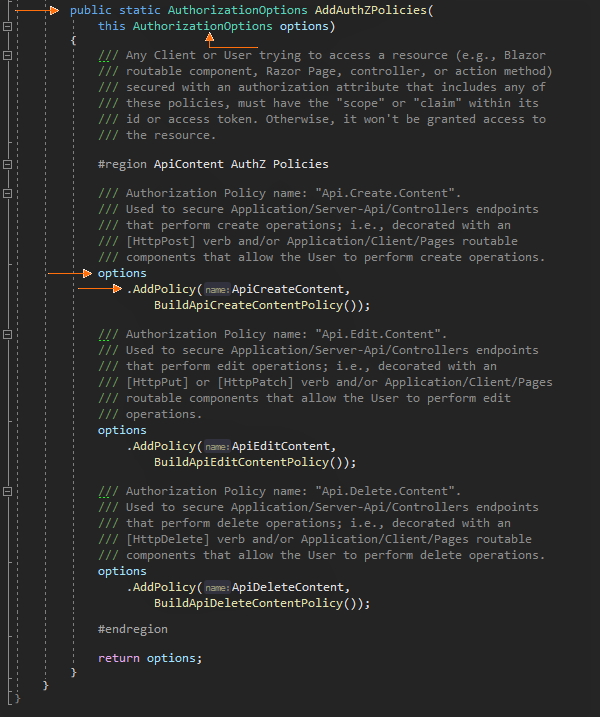 public static AuthorizationOptions AddAuthZPolicies(
this AuthorizationOptions options)
{
/// Any Client or User trying to access a resource (e.g., Blazor
/// routable component, Razor Page, controller, or action method)
/// secured with an authorization attribute that includes any of
/// these policies, must have the "scope" or "claim" within its
/// id or access token. Otherwise, it won't be granted access to
/// the resource.
#region ApiContent AuthZ Policies
/// Authorization Policy name: "Api.Create.Content".
/// Used to secure Application/Server-Api/Controllers endpoints
/// that perform create operations; i.e., decorated with an
/// [HttpPost] verb and/or Application/Client/Pages routable
/// components that allow the User to perform create operations.
options
.AddPolicy(name: ApiCreateContent,
BuildApiCreateContentPolicy());
/// Authorization Policy name: "Api.Edit.Content".
/// Used to secure Application/Server-Api/Controllers endpoints
/// that perform edit operations; i.e., decorated with an
/// [HttpPut] or [HttpPatch] verb and/or Application/Client/Pages
/// routable components that allow the User to perform edit
/// operations.
options
.AddPolicy(name: ApiEditContent,
BuildApiEditContentPolicy());
/// Authorization Policy name: "Api.Delete.Content".
/// Used to secure Application/Server-Api/Controllers endpoints
/// that perform delete operations; i.e., decorated with an
/// [HttpDelete] verb and/or Application/Client/Pages routable
/// components that allow the User to perform delete operations.
options
.AddPolicy(name: ApiDeleteContent,
BuildApiDeleteContentPolicy());
#endregion
return options;
}
}
}